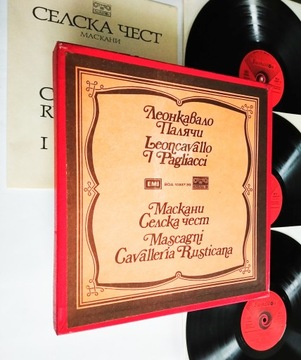 СЕЛСКА ЧЕСТ
МАСКАНИ
C
R
I
Леонкавало
Палячи
Leoncavallo
I Pagliacci
EMI
Маскани
Селска чест
Mascagni
Cavalleria Rusticana